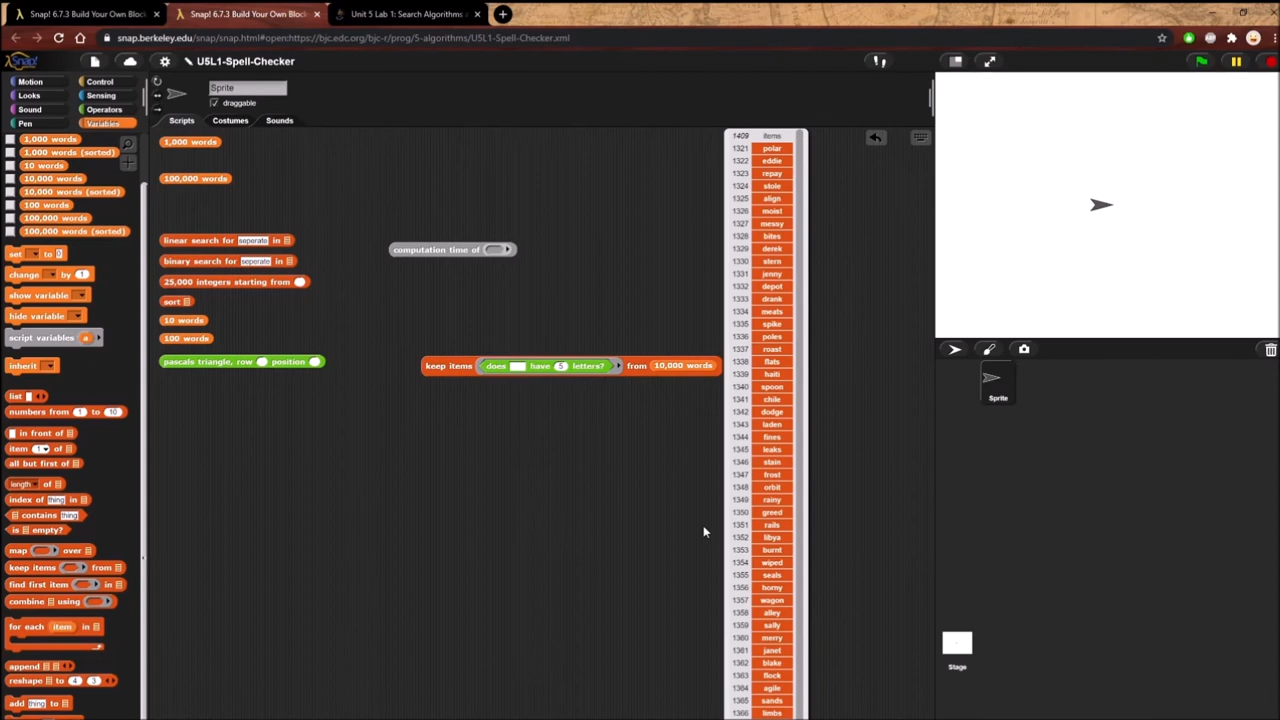 Snap! 6.7.3 Build Your Own Bloc
Snap! 6.7.3 Build Your Own Block
Unit 5 Lab 1: Search Algorithms
snap.berkeley.edu/snap/snap.html#open:https://bjc.edc.org/bjc-r/prog/5-algorithms/U5L1-Spell-Checker.xml
U5L1-Spell-Checker
Motion
Control
Looks
Sensing
Sound
Operators
Pen
Variables
Sprite
draggable
Scripts
Costumes
Sounds
1,000 words
1,000 words (sorted)
10 words
10,000 words
10,000 words (sorted)
100 words
100,000 words
100,000 words (sorted)
set to 0
change by 1
show variable
hide variable
script variables a
inherit
list
numbers from 1 to 10
in front of
item 1 of
all but first of
length of
index of thing in
contains thing
is empty?
map over
keep items from
find first item in
combine using
for each item in
append
reshape to 4 3
add thing to
1,000 words
100,000 words
linear search for seperate in
binary search for seperate in
25,000 integers starting from
sort
10 words
100 words
pascals triangle, row position
computation time of
keep items does have 5 letters? from 10,000 words
1409 items
1321 polar
1322 eddie
1323 repay
1324 stole
1325 align
1326 moist
1327 messy
1328 bites
1329 derek
1330 stern
1331 jenny
1332 depot
1333 drank
1334 meats
1335 spike
1336 poles
1337 roast
1338 flats
1339 haiti
1340 spoon
1341 chile
1342 dodge
1343 laden
1344 fines
1345 leaks
1346 stain
1347 frost
1348 orbit
1349 rainy
1350 greed
1351 rails
1352 libya
1353 burnt
1354 wiped
1355 seals
1356 horny
1357 wagon
1358 alley
1359 sally
1360 merry
1361 janet
1362 blake
1363 flock
1364 agile
1365 sands
1366 limbs
Sprite
Stage